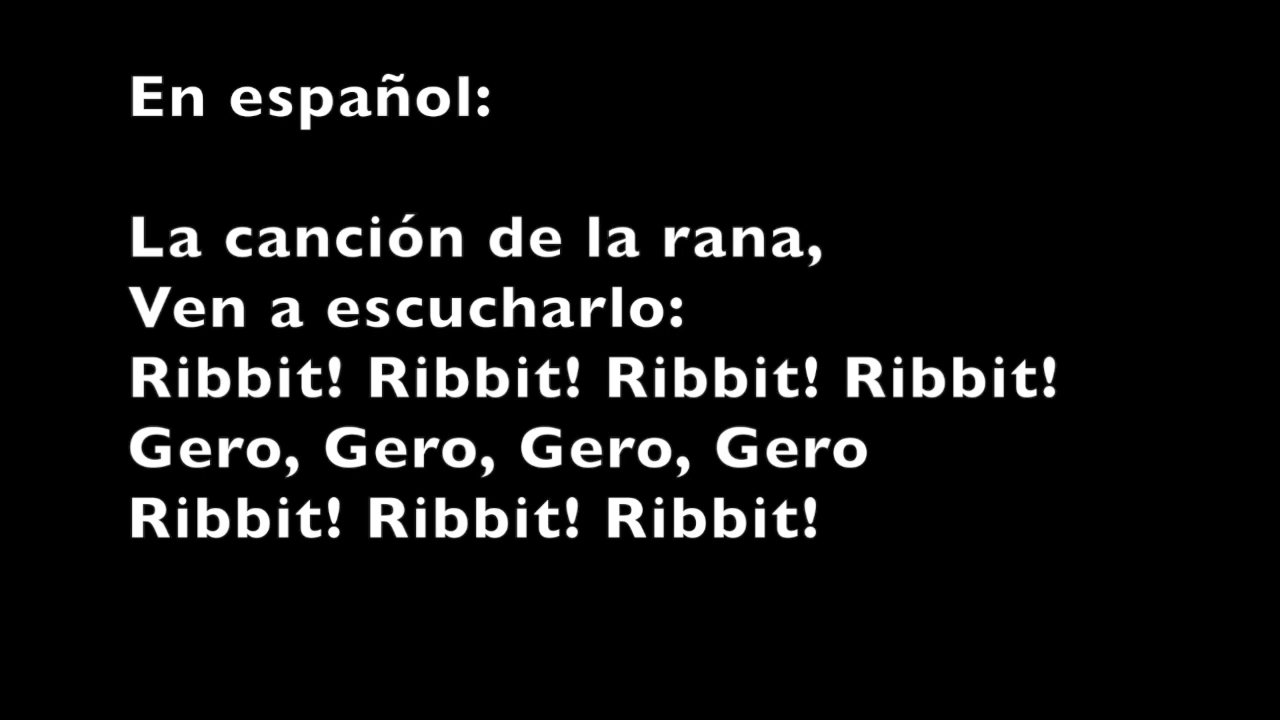 En español:
La canción de la rana,
Ven a escucharlo:
Ribbit! Ribbit! Ribbit! Ribbit!
Gero, Gero, Gero, Gero
Ribbit! Ribbit! Ribbit!